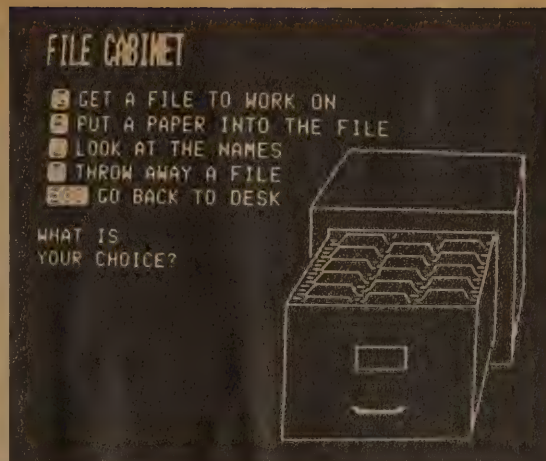 FILE CABINET
G GET A FILE TO WORK ON
P PUT A PAPER INTO THE FILE
L LOOK AT THE NAMES
T THROW AWAY A FILE
ESC GO BACK TO DESK
WHAT IS
YOUR CHOICE?